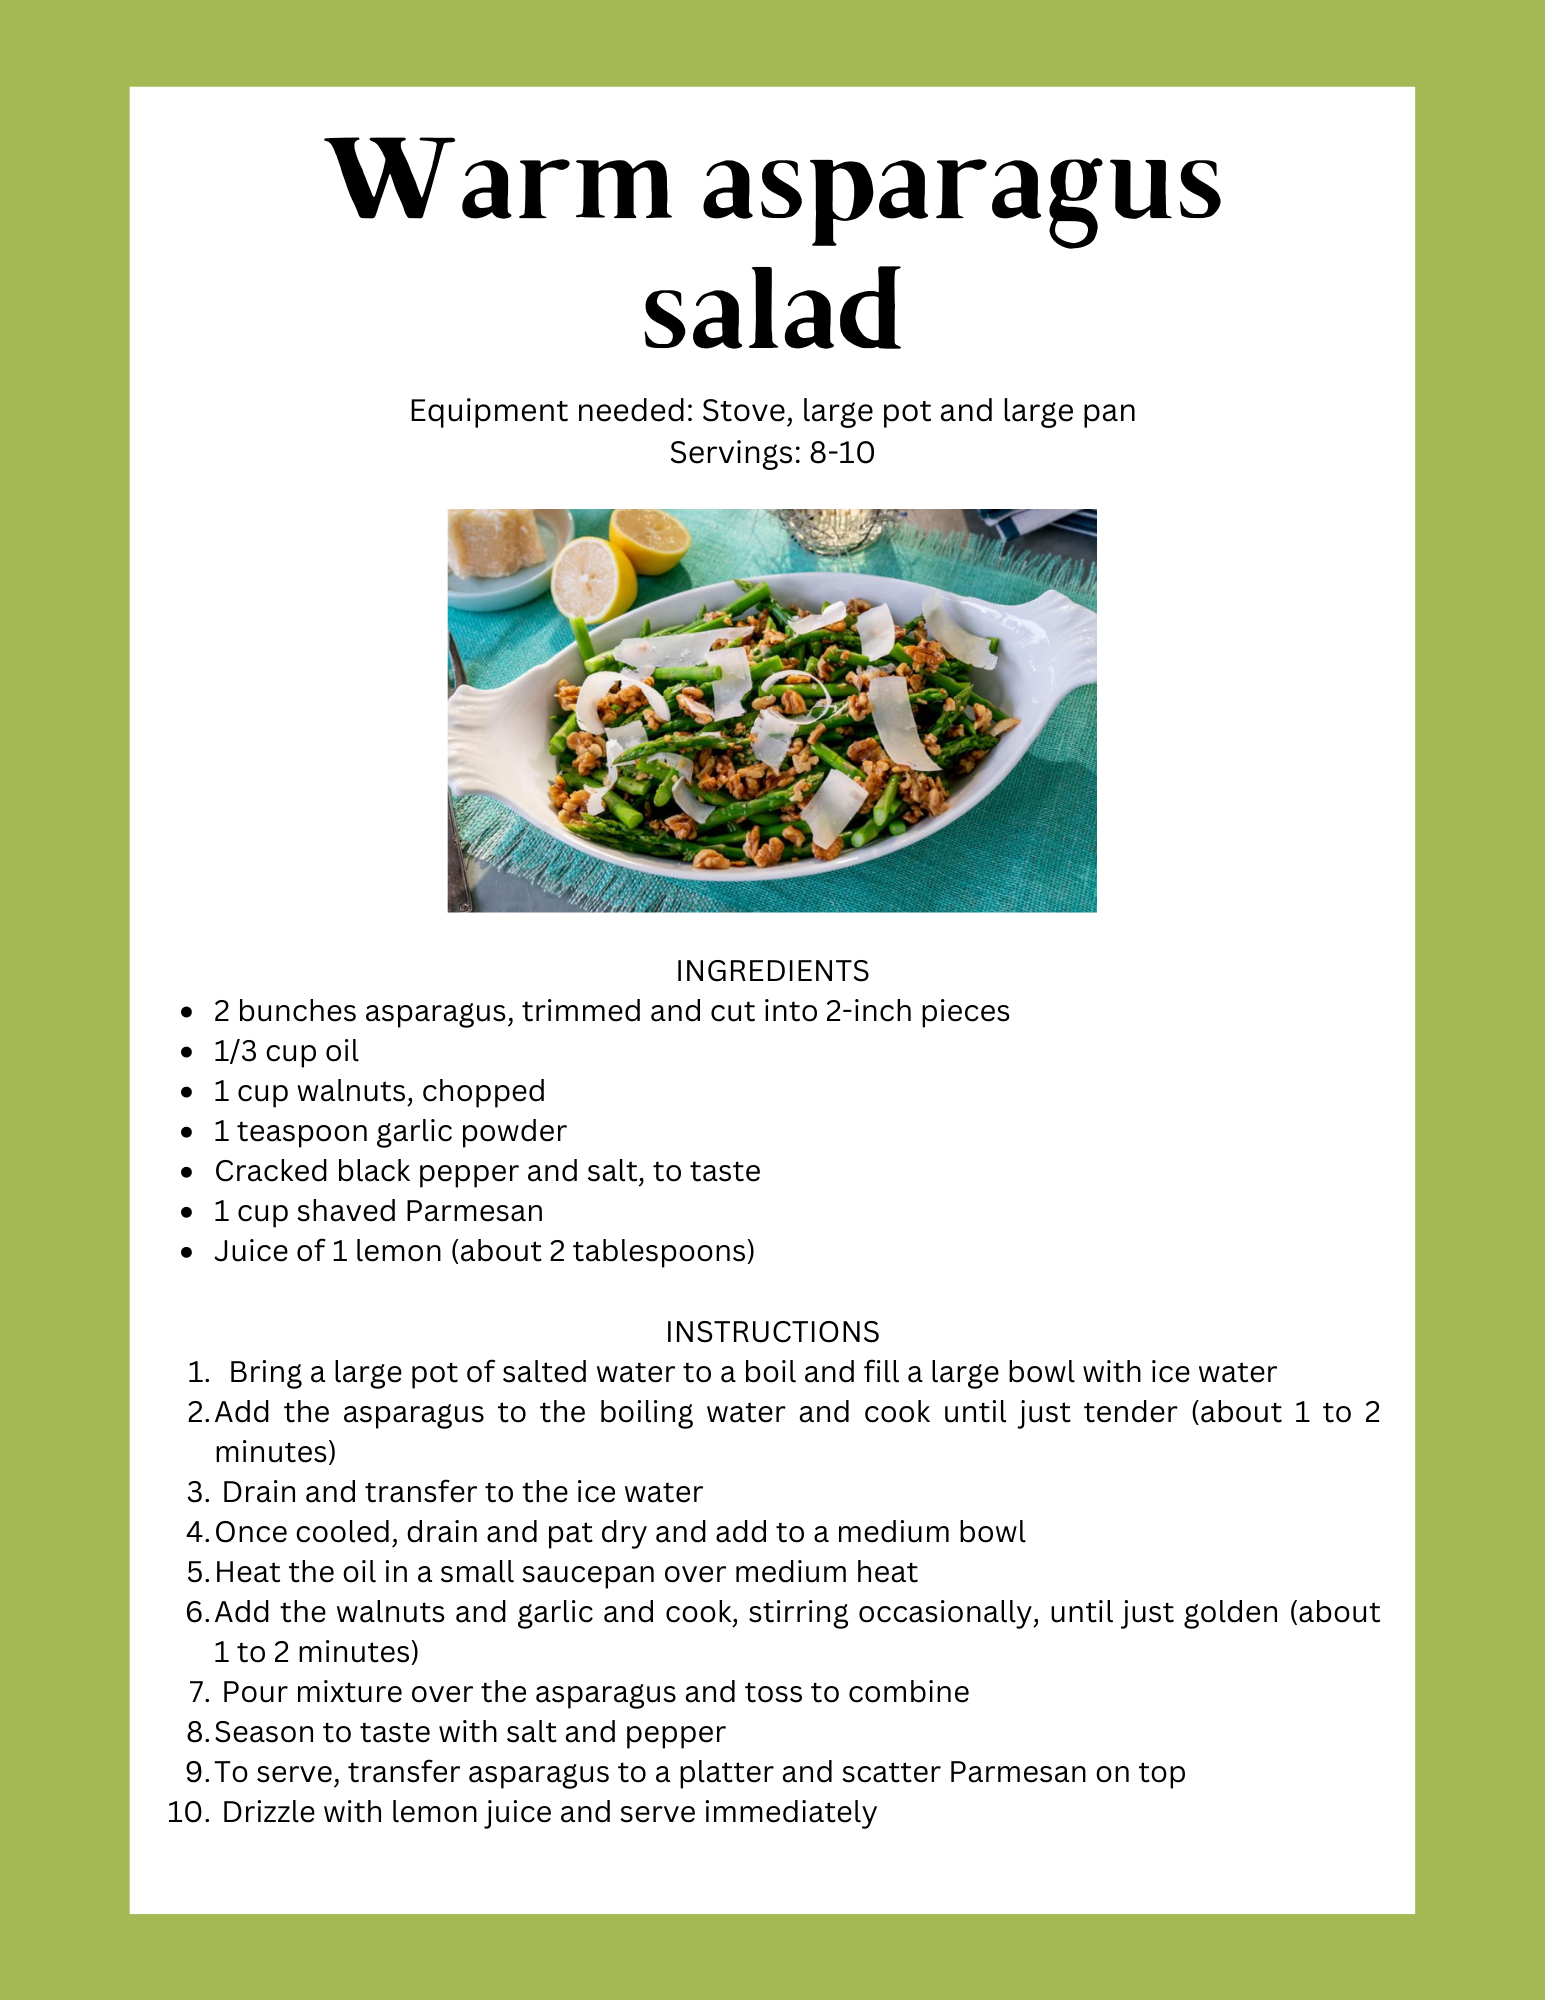 Warm asparagus
salad
Equipment needed: Stove, large pot and large pan
Servings: 8-10
INGREDIENTS
• 2 bunches asparagus, trimmed and cut into 2-inch pieces
• 1/3 cup oil
• 1 cup walnuts, chopped
• 1 teaspoon garlic powder
• Cracked black pepper and salt, to taste
• 1 cup shaved Parmesan
• Juice of 1 lemon (about 2 tablespoons)
INSTRUCTIONS
1. Bring a large pot of salted water to a boil and fill a large bowl with ice water
2. Add the asparagus to the boiling water and cook until just tender (about 1 to 2
minutes)
3. Drain and transfer to the ice water
4. Once cooled, drain and pat dry and add to a medium bowl
5. Heat the oil in a small saucepan over medium heat
6. Add the walnuts and garlic and cook, stirring occasionally, until just golden (about
1 to 2 minutes)
7. Pour mixture over the asparagus and toss to combine
8. Season to taste with salt and pepper
9. To serve, transfer asparagus to a platter and scatter Parmesan on top
10. Drizzle with lemon juice and serve immediately